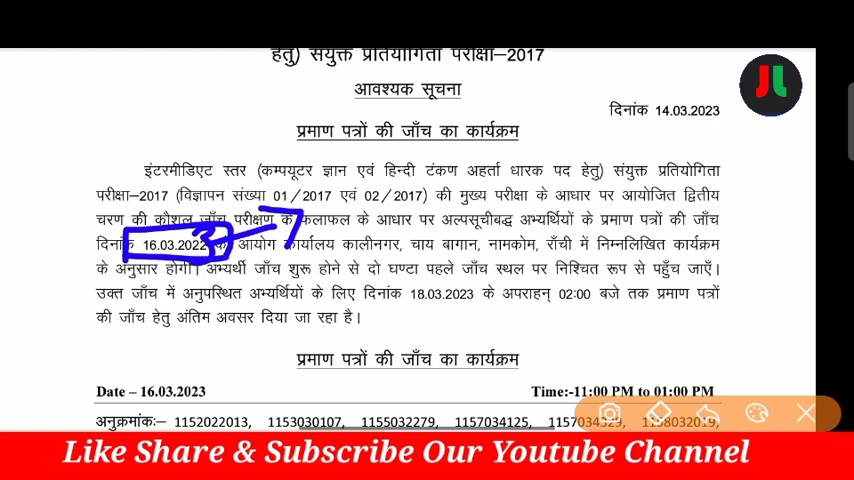 हेतु) संयुक्त प्रतियोगिता परीक्षा–2017
आवश्यक सूचना
दिनांक 14.03.2023
प्रमाण पत्रों की जाँच का कार्यक्रम
इंटरमीडिएट स्तर (कम्पयूटर ज्ञान एवं हिन्दी टंकण अहर्ता धारक पद हेतु) संयुक्त प्रतियोगिता
परीक्षा–2017 (विज्ञापन संख्या 01/2017 एवं 02/2017) की मुख्य परीक्षा के आधार पर आयोजित द्वितीय
चरण की कौशल जाँच परीक्षण के फलाफल के आधार पर अल्पसूचीबद्ध अभ्यर्थियों के प्रमाण पत्रों की जाँच
दिनांक 16.03.2022 को आयोग कार्यालय कालीनगर, चाय बागान, नामकोम, राँची में निम्नलिखित कार्यक्रम
के अनुसार होगी। अभ्यर्थी जाँच शुरू होने से दो घण्टा पहले जाँच स्थल पर निश्चित रूप से पहुँच जाएँ।
उक्त जाँच में अनुपस्थित अभ्यर्थियों के लिए दिनांक 18.03.2023 के अपराहन् 02:00 बजे तक प्रमाण पत्रों
की जाँच हेतु अंतिम अवसर दिया जा रहा है।
प्रमाण पत्रों की जाँच का कार्यक्रम
Date – 16.03.2023 Time:-11:00 PM to 01:00 PM
अनुक्रमांकः– 1152022013, 1153030107, 1155032279, 1157034125, 1157034329, 1158032019,
Like Share & Subscribe Our Youtube Channel